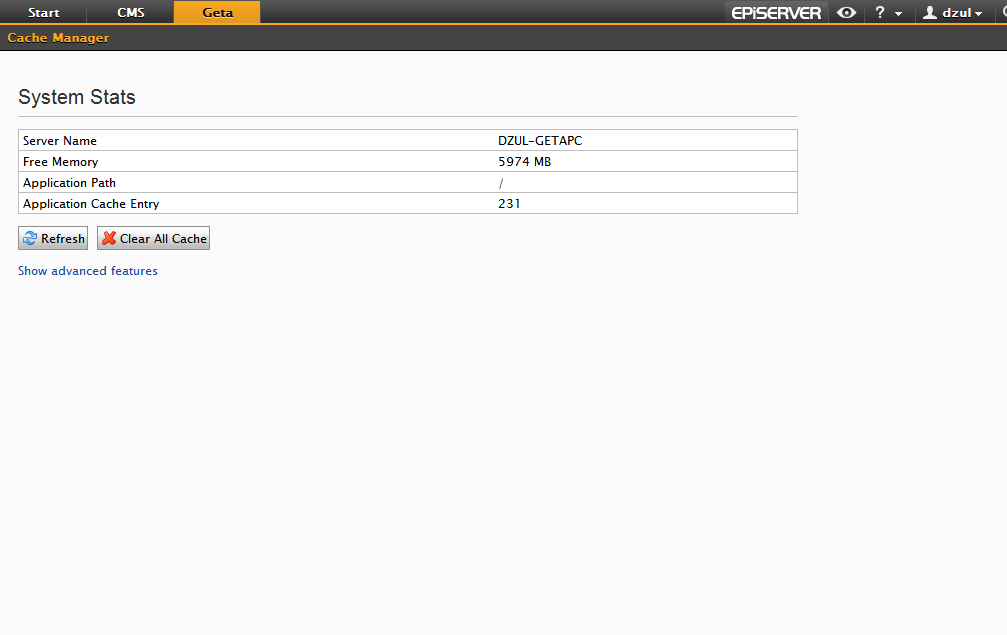 Start CMS Geta EPiSERVER ? dzul
Cache Manager
System Stats
Server Name DZUL-GETAPC
Free Memory 5974 MB
Application Path /
Application Cache Entry 231
Refresh Clear All Cache
Show advanced features